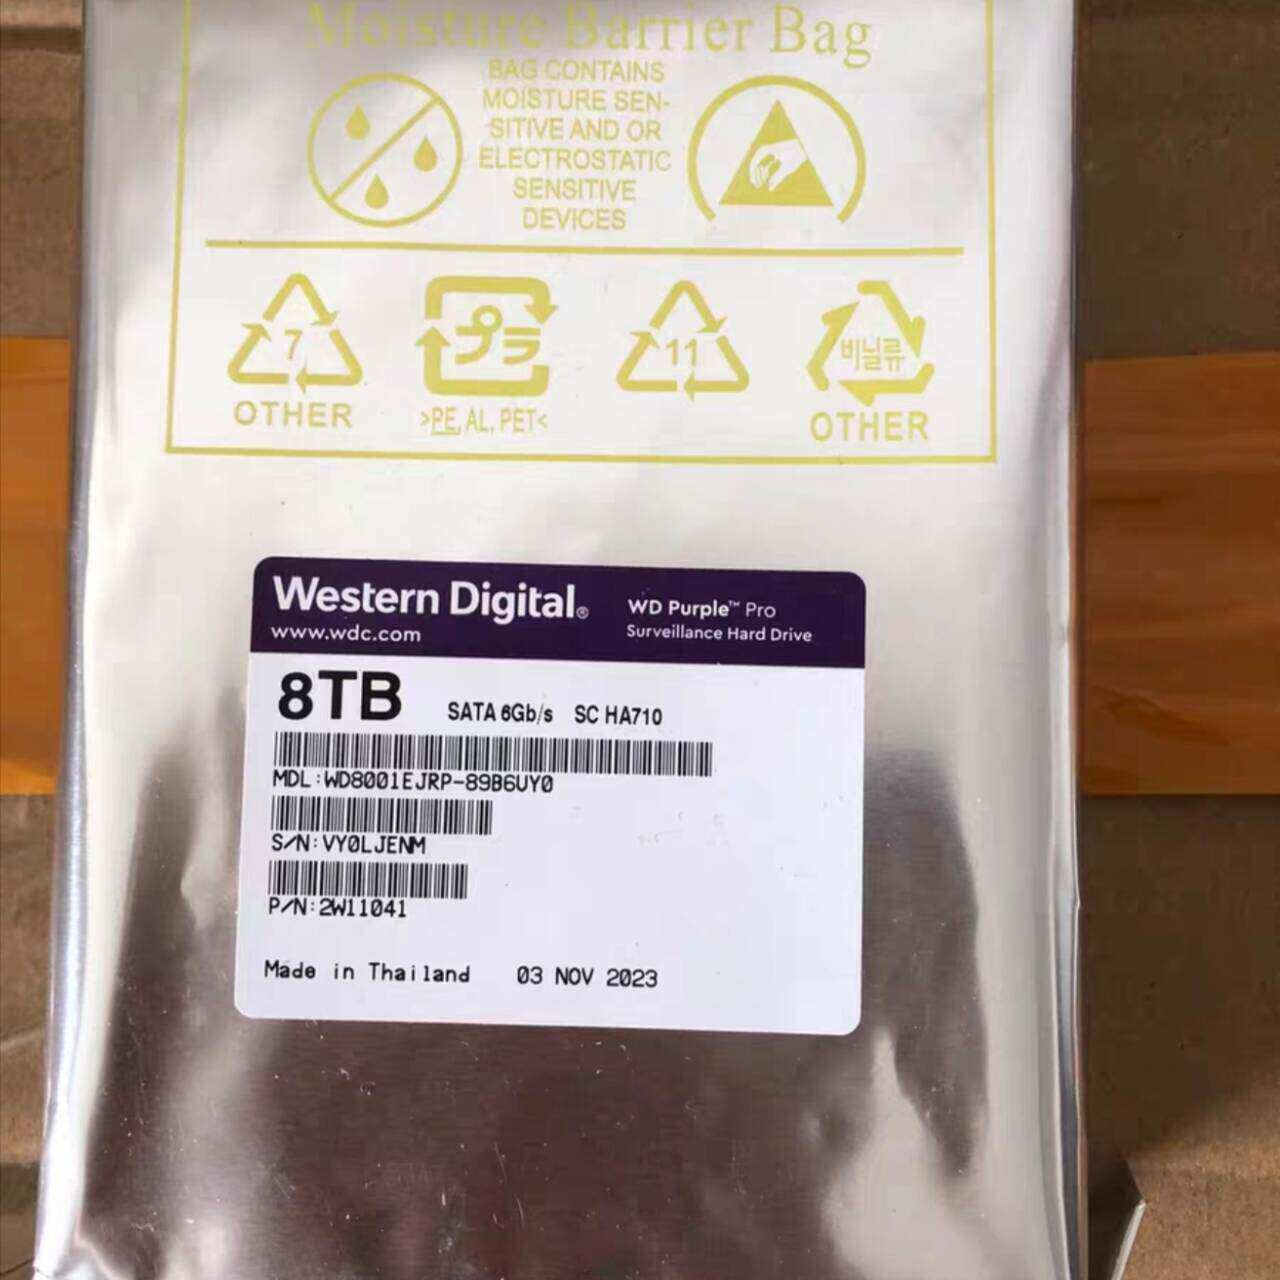 Moisture Barrier Bag
BAG CONTAINS
MOISTURE SEN-
SITIVE AND OR
ELECTROSTATIC
SENSITIVE
DEVICES
7
OTHER
プラ
>PE, AL, PET<
11
비닐류
OTHER
Western Digital®
www.wdc.com
WD Purple™ Pro
Surveillance Hard Drive
8TB SATA 6Gb/s SC HA710
MDL:WD8001EJRP-89B6UY0
S/N:VY0LJENM
P/N:2W11041
Made in Thailand 03 NOV 2023